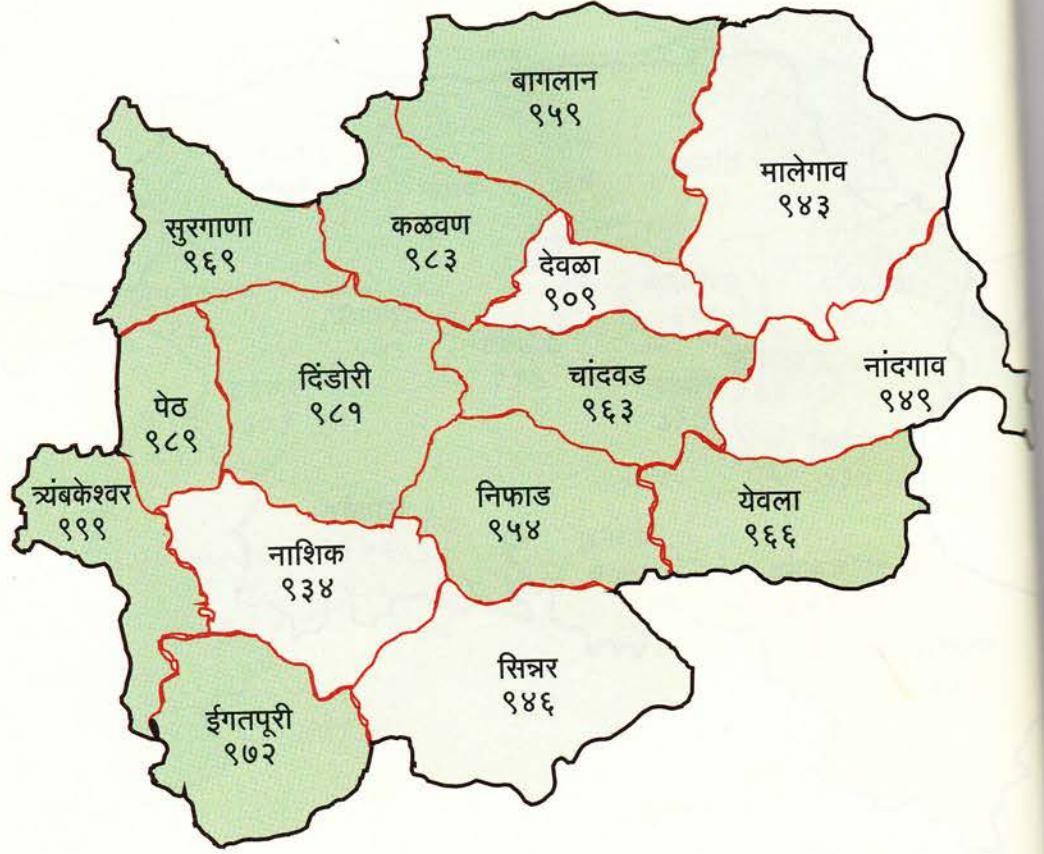 बागलान
९५९
मालेगाव
९४३
सुरगाणा
९६९
कळवण
९८३
देवळा
९०९
चांदवड
९६३
नांदगाव
९४९
दिंडोरी
९८१
पेठ
९८९
त्र्यंबकेश्वर
९९९
निफाड
९५४
येवला
९६६
नाशिक
९३४
सिन्नर
९४६
ईगतपूरी
९७२